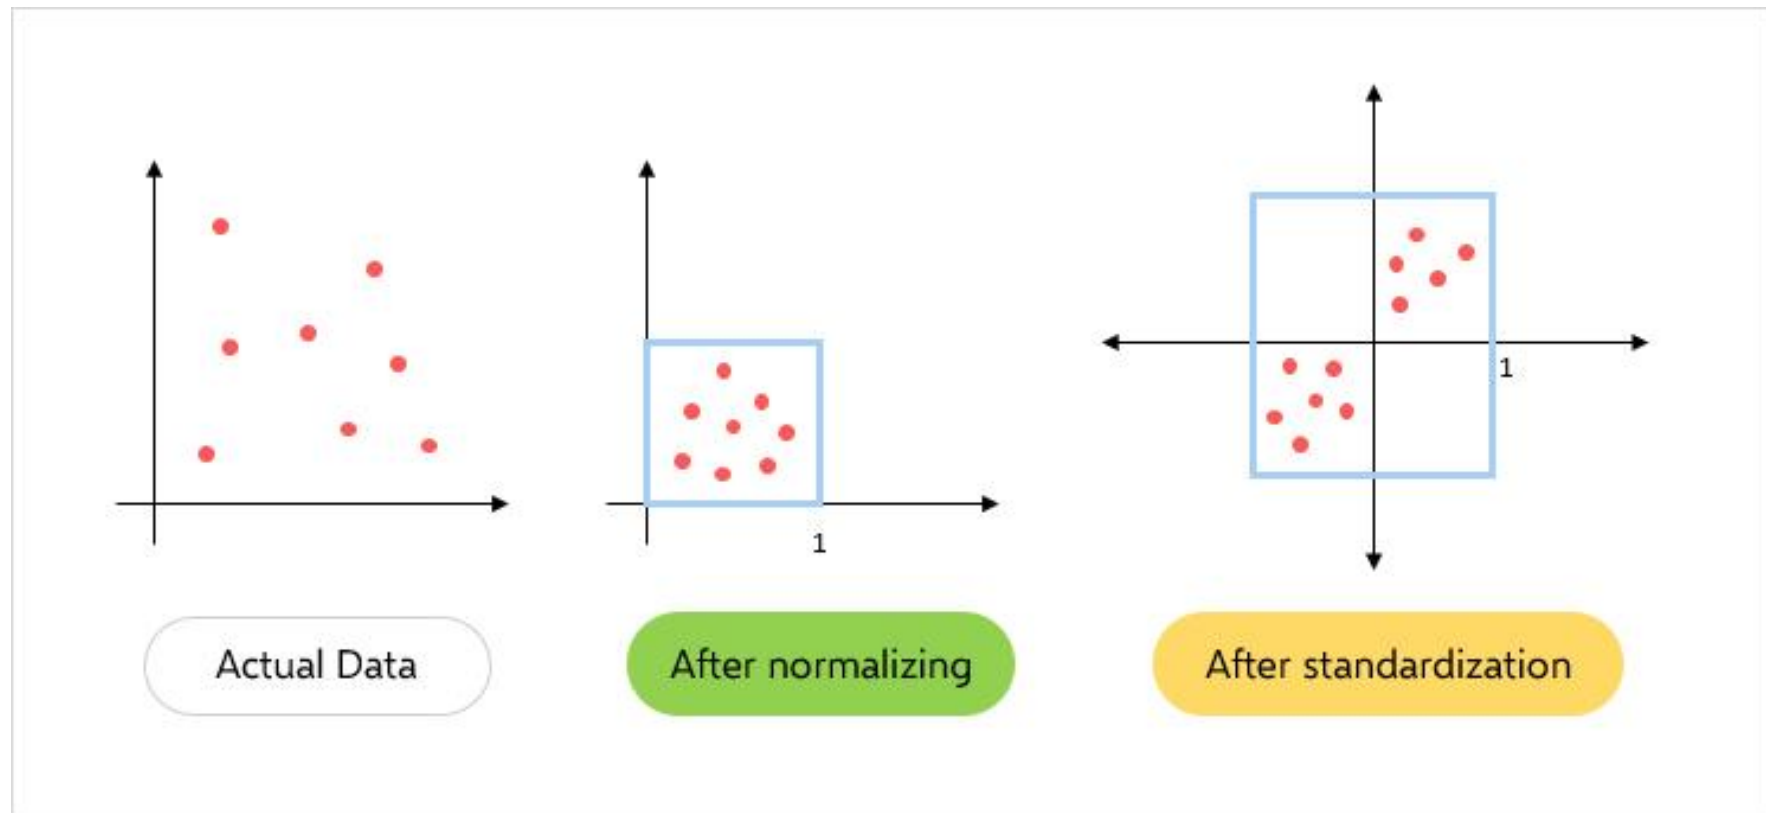 1
1
Actual Data
After normalizing
After standardization